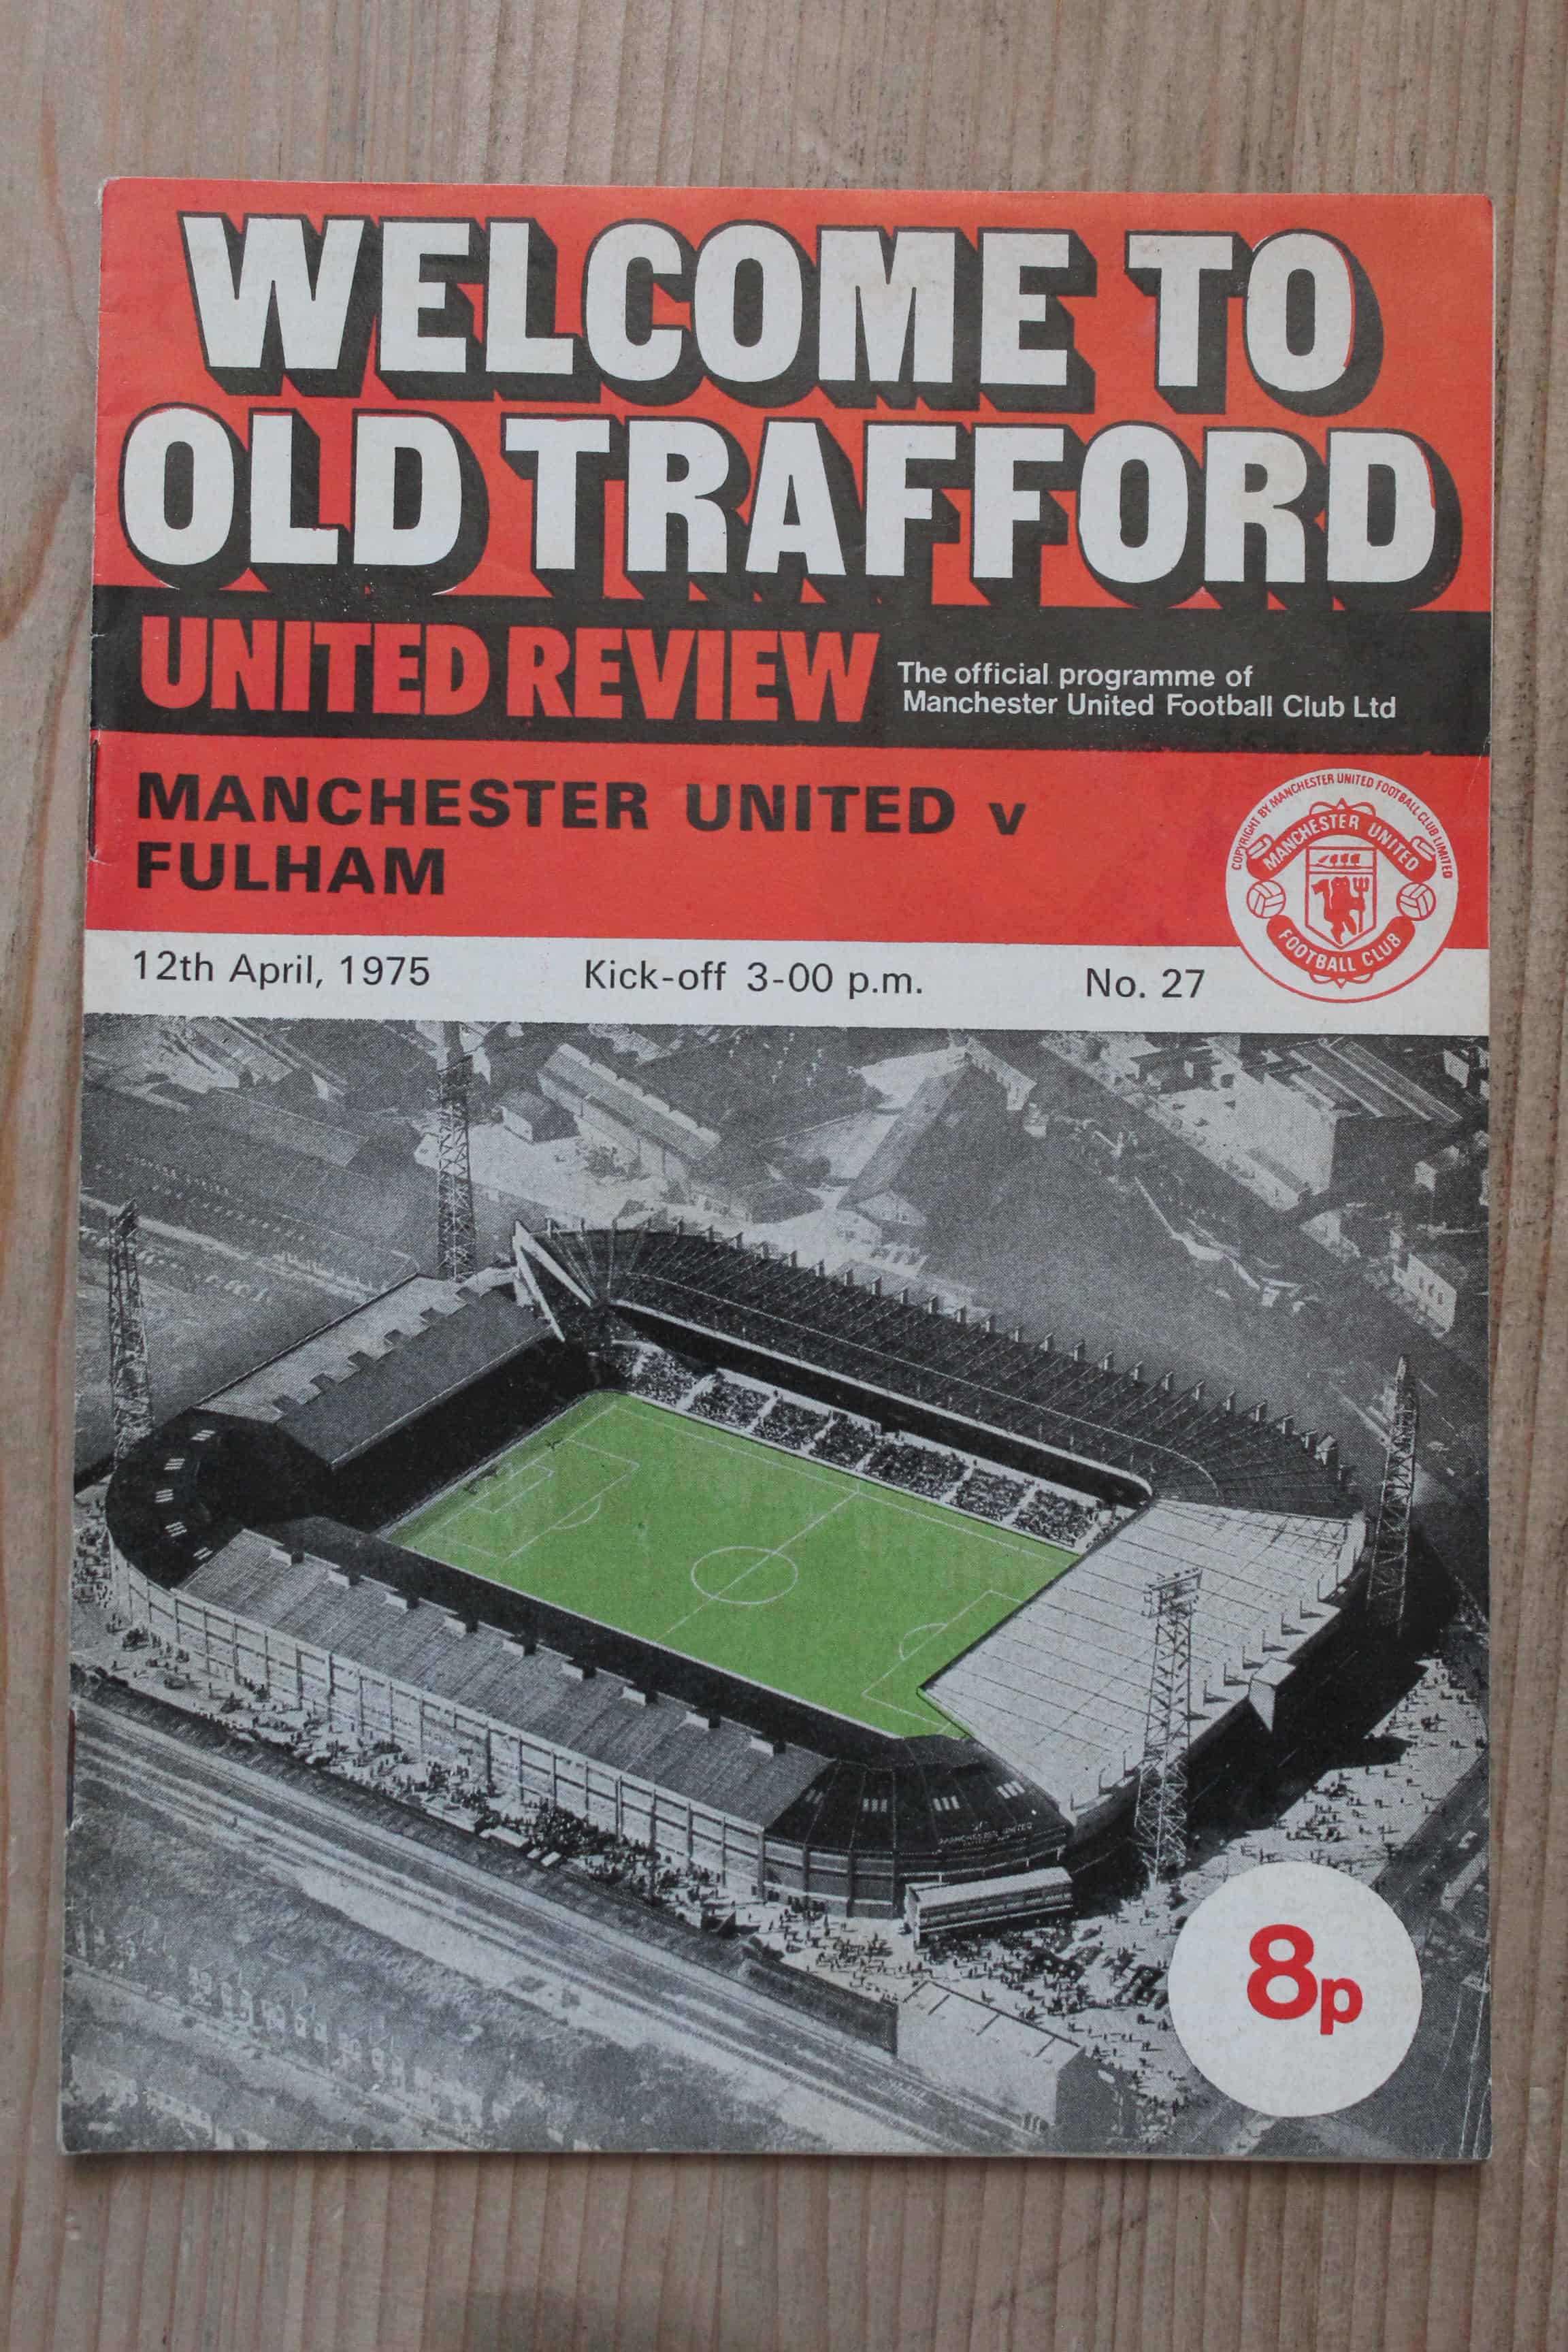 WELCOME TO
OLD TRAFFORD
UNITED REVIEW
The official programme of
Manchester United Football Club Ltd
MANCHESTER UNITED v
FULHAM
COPYRIGHT BY MANCHESTER UNITED FOOTBALL CLUB LIMITED
MANCHESTER UNITED
FOOTBALL CLUB
12th April, 1975
Kick-off 3-00 p.m.
No. 27
MANCHESTER UNITED
8p